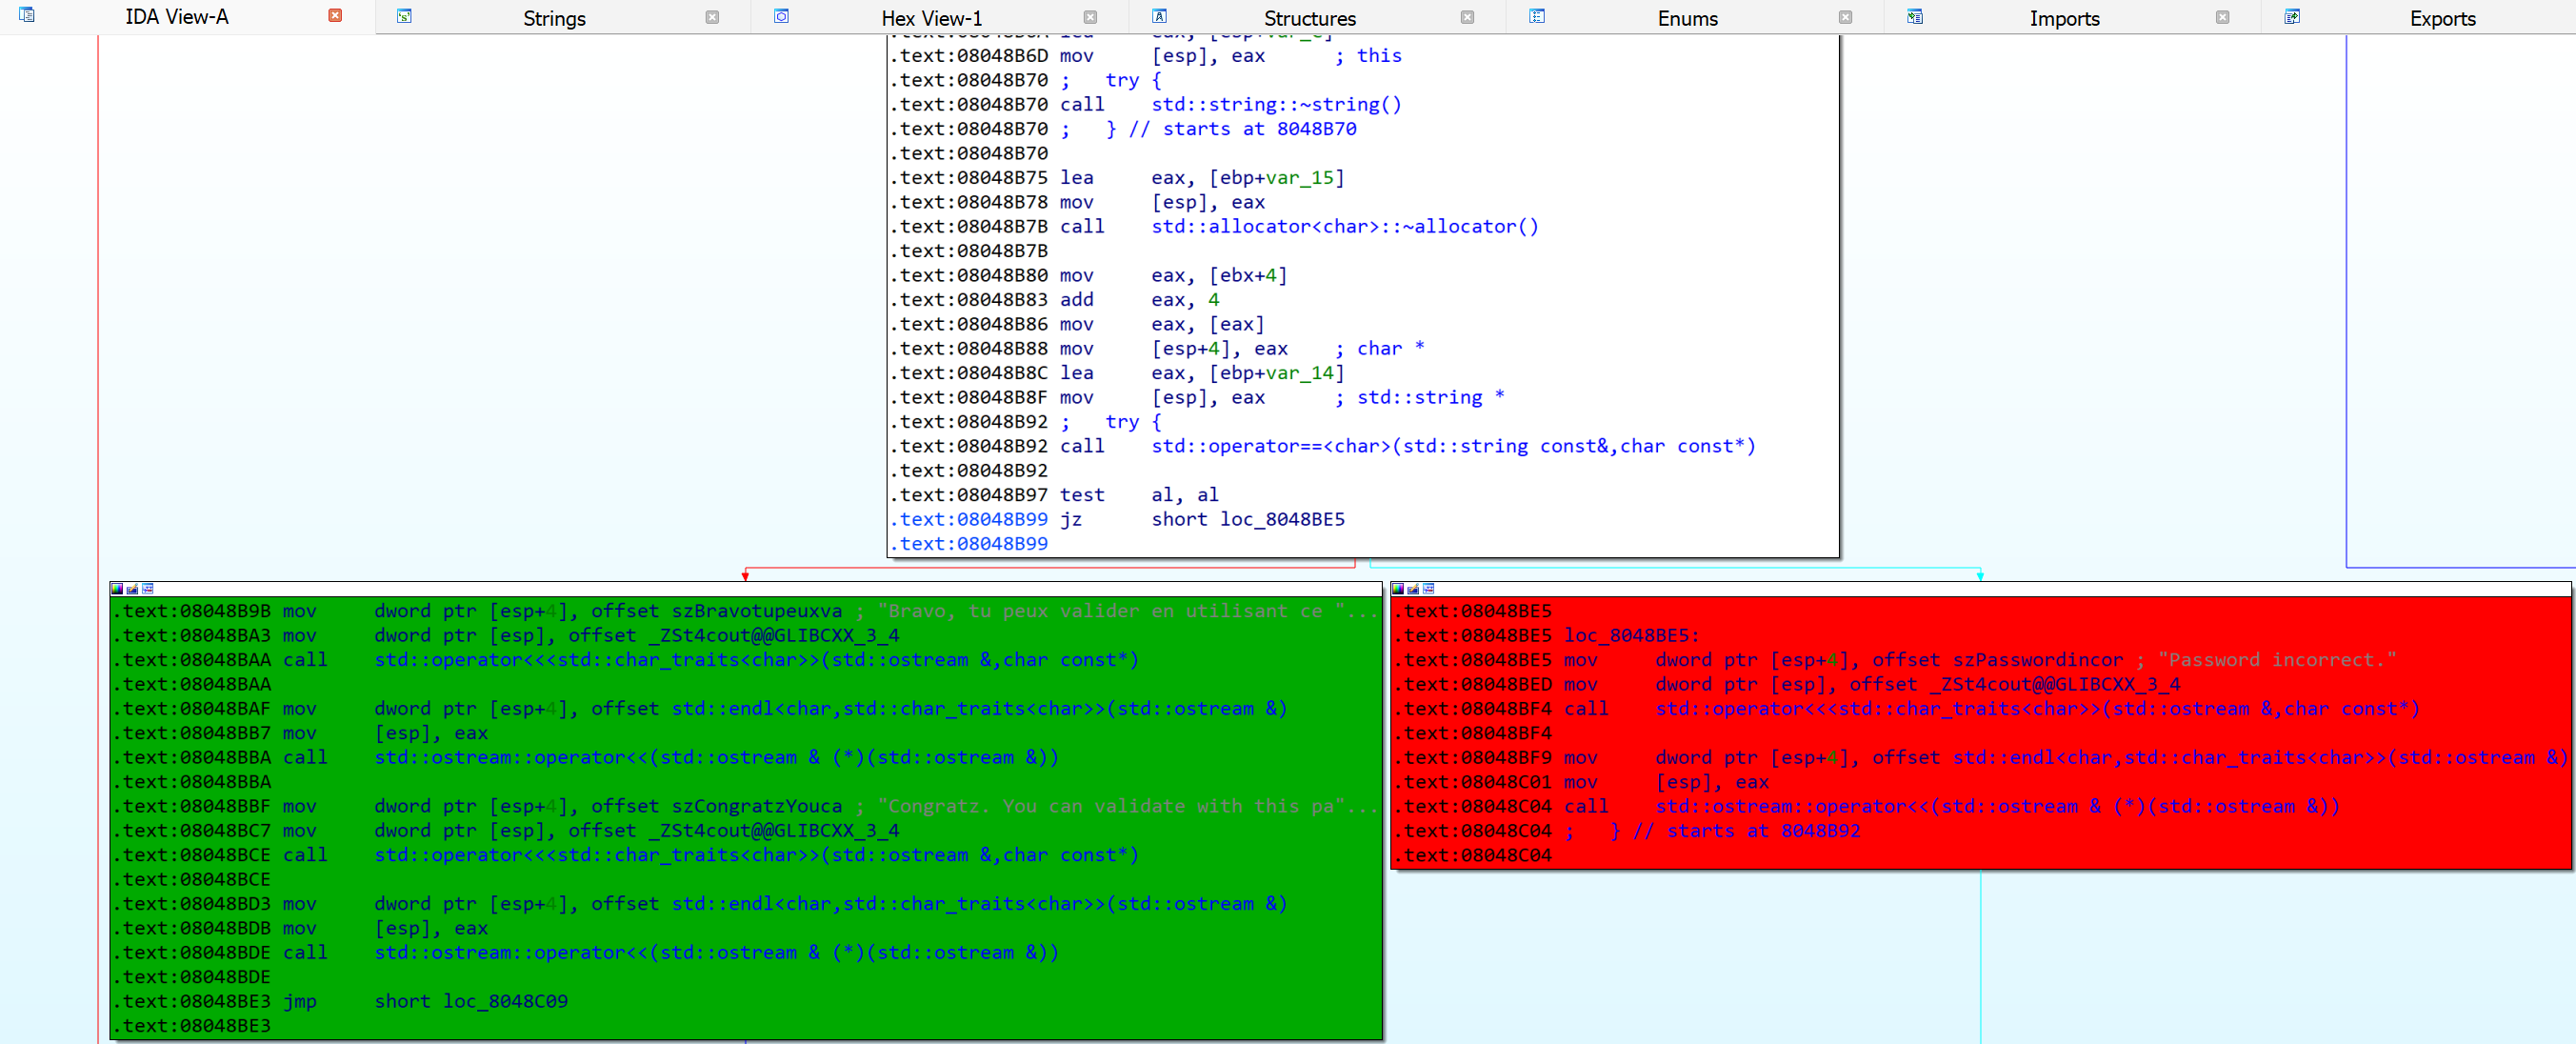 IDA View-A Strings Hex View-1 Structures Enums Imports Exports
.text:08048B6D mov [esp], eax ; this
.text:08048B70 ; try {
.text:08048B70 call std::string::~string()
.text:08048B70 ; } // starts at 8048B70
.text:08048B70
.text:08048B75 lea eax, [ebp+var_15]
.text:08048B78 mov [esp], eax
.text:08048B7B call std::allocator<char>::~allocator()
.text:08048B7B
.text:08048B80 mov eax, [ebx+4]
.text:08048B83 add eax, 4
.text:08048B86 mov eax, [eax]
.text:08048B88 mov [esp+4], eax ; char *
.text:08048B8C lea eax, [ebp+var_14]
.text:08048B8F mov [esp], eax ; std::string *
.text:08048B92 ; try {
.text:08048B92 call std::operator==<char>(std::string const&,char const*)
.text:08048B92
.text:08048B97 test al, al
.text:08048B99 jz short loc_8048BE5
.text:08048B99
.text:08048B9B mov dword ptr [esp+4], offset szBravotupeuxva ; "Bravo, tu peux valider en utilisant ce "...
.text:08048BA3 mov dword ptr [esp], offset _ZSt4cout@@GLIBCXX_3_4
.text:08048BAA call std::operator<<<std::char_traits<char>>(std::ostream &,char const*)
.text:08048BAA
.text:08048BAF mov dword ptr [esp+4], offset std::endl<char,std::char_traits<char>>(std::ostream &)
.text:08048BB7 mov [esp], eax
.text:08048BBA call std::ostream::operator<<(std::ostream & (*)(std::ostream &))
.text:08048BBA
.text:08048BBF mov dword ptr [esp+4], offset szCongratzYouca ; "Congratz. You can validate with this pa"...
.text:08048BC7 mov dword ptr [esp], offset _ZSt4cout@@GLIBCXX_3_4
.text:08048BCE call std::operator<<<std::char_traits<char>>(std::ostream &,char const*)
.text:08048BCE
.text:08048BD3 mov dword ptr [esp+4], offset std::endl<char,std::char_traits<char>>(std::ostream &)
.text:08048BDB mov [esp], eax
.text:08048BDE call std::ostream::operator<<(std::ostream & (*)(std::ostream &))
.text:08048BDE
.text:08048BE3 jmp short loc_8048C09
.text:08048BE3
.text:08048BE5
.text:08048BE5 loc_8048BE5:
.text:08048BE5 mov dword ptr [esp+4], offset szPasswordincor ; "Password incorrect."
.text:08048BED mov dword ptr [esp], offset _ZSt4cout@@GLIBCXX_3_4
.text:08048BF4 call std::operator<<<std::char_traits<char>>(std::ostream &,char const*)
.text:08048BF4
.text:08048BF9 mov dword ptr [esp+4], offset std::endl<char,std::char_traits<char>>(std::ostream &)
.text:08048C01 mov [esp], eax
.text:08048C04 call std::ostream::operator<<(std::ostream & (*)(std::ostream &))
.text:08048C04 ; } // starts at 8048B92
.text:08048C04